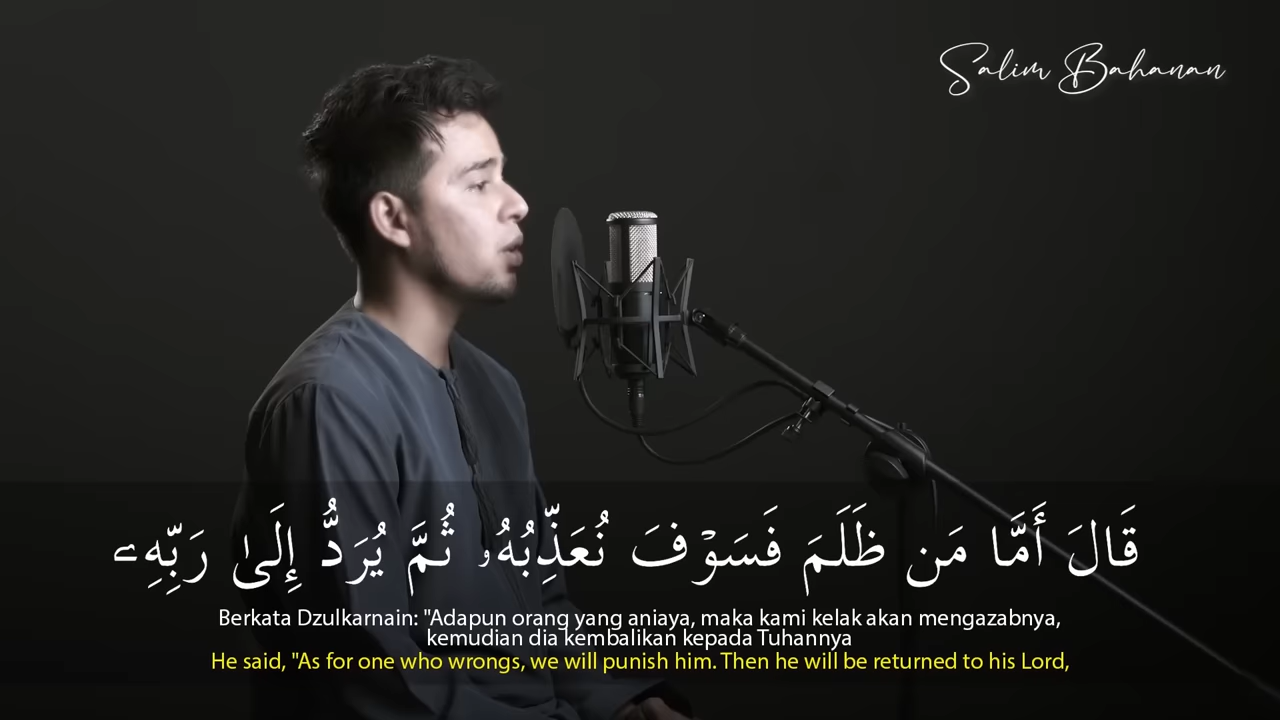 Salim Bahanan
قَالَ أَمَّا مَن ظَلَمَ فَسَوْفَ نُعَذِّبُهُۥ ثُمَّ يُرَدُّ إِلَىٰ رَبِّهِۦ
Berkata Dzulkarnain: "Adapun orang yang aniaya, maka kami kelak akan mengazabnya,
kemudian dia kembalikan kepada Tuhannya
He said, "As for one who wrongs, we will punish him. Then he will be returned to his Lord,